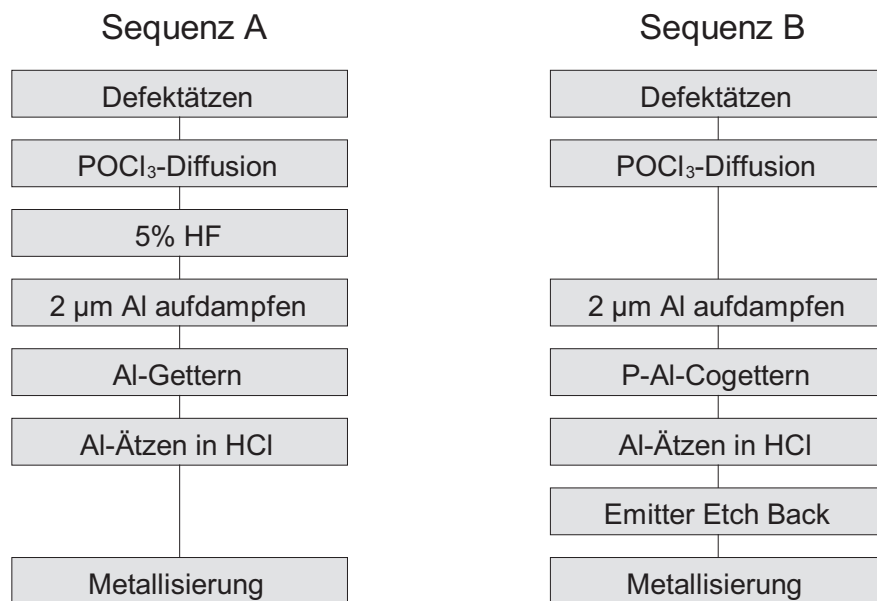 Sequenz A
Defektätzen
POCl₃-Diffusion
5% HF
2 µm Al aufdampfen
Al-Gettern
Al-Ätzen in HCl
Metallisierung
Sequenz B
Defektätzen
POCl₃-Diffusion
2 µm Al aufdampfen
P-Al-Cogettern
Al-Ätzen in HCl
Emitter Etch Back
Metallisierung